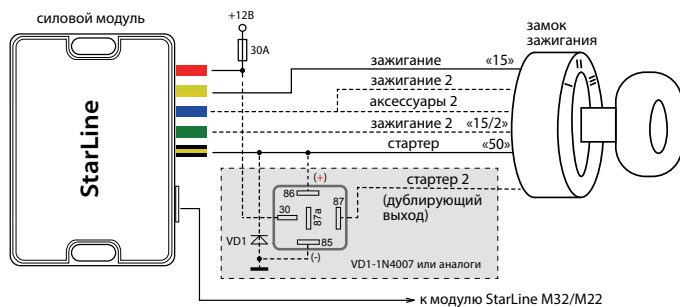 силовой модуль
+12В
30А
замок
зажигания
StarLine
зажигание «15»
зажигание 2
аксессуары 2
зажигание 2 «15/2»
стартер «50»
(+)
86
30
87а
87
85
(-)
VD1
стартер 2
(дублирующий
выход)
VD1-1N4007 или аналоги
к модулю StarLine M32/M22
I
II
III